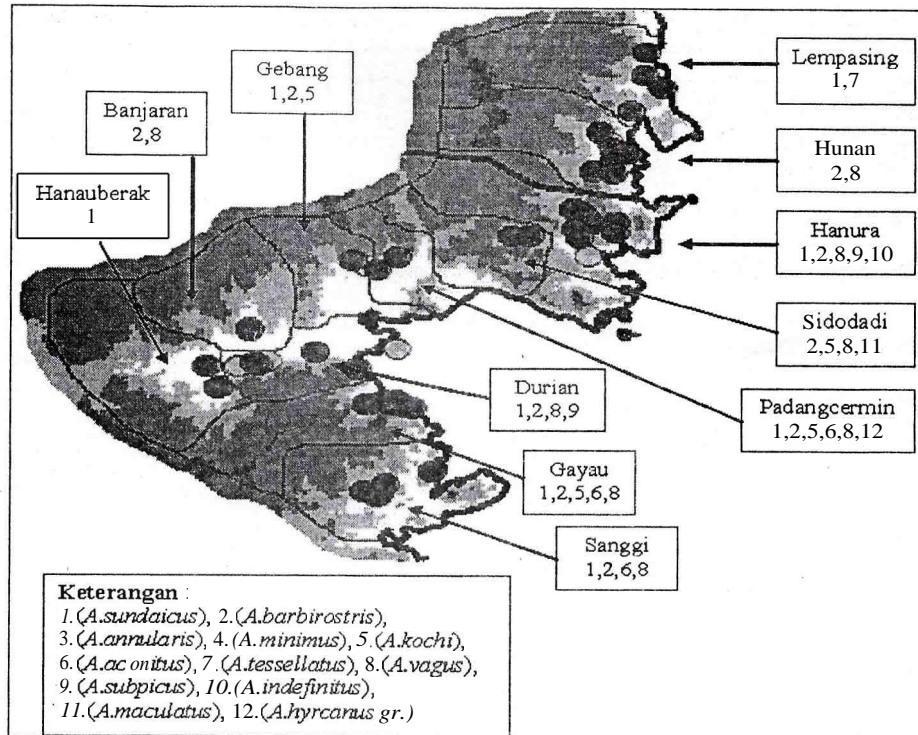 Gebang
1,2,5
Banjaran
2,8
Hanauberak
1
Lempasing
1,7
Hunan
2,8
Hanura
1,2,8,9,10
Sidodadi
2,5,8,11
Padangcermin
1,2,5,6,8,12
Durian
1,2,8,9
Gayau
1,2,5,6,8
Sanggi
1,2,6,8
Keterangan :
1.(A.sundaicus), 2.(A.barbirostris),
3.(A.annularis), 4.(A.minimus), 5.(A.kochi),
6.(A.ac onitus), 7.(A.tessellatus), 8.(A.vagus),
9.(A.subpicus), 10.(A.indefinitus),
11.(A.maculatus), 12.(A.hyrcanus gr.)